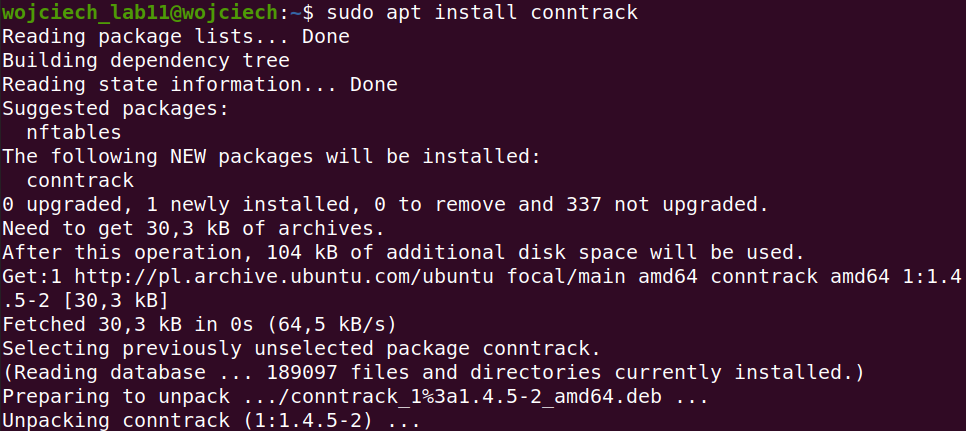 wojciech_lab11@wojciech:~$ sudo apt install conntrack
Reading package lists... Done
Building dependency tree
Reading state information... Done
Suggested packages:
  nftables
The following NEW packages will be installed:
  conntrack
0 upgraded, 1 newly installed, 0 to remove and 337 not upgraded.
Need to get 30,3 kB of archives.
After this operation, 104 kB of additional disk space will be used.
Get:1 http://pl.archive.ubuntu.com/ubuntu focal/main amd64 conntrack amd64 1:1.4
.5-2 [30,3 kB]
Fetched 30,3 kB in 0s (64,5 kB/s)
Selecting previously unselected package conntrack.
(Reading database ... 189097 files and directories currently installed.)
Preparing to unpack .../conntrack_1%3a1.4.5-2_amd64.deb ...
Unpacking conntrack (1:1.4.5-2) ...